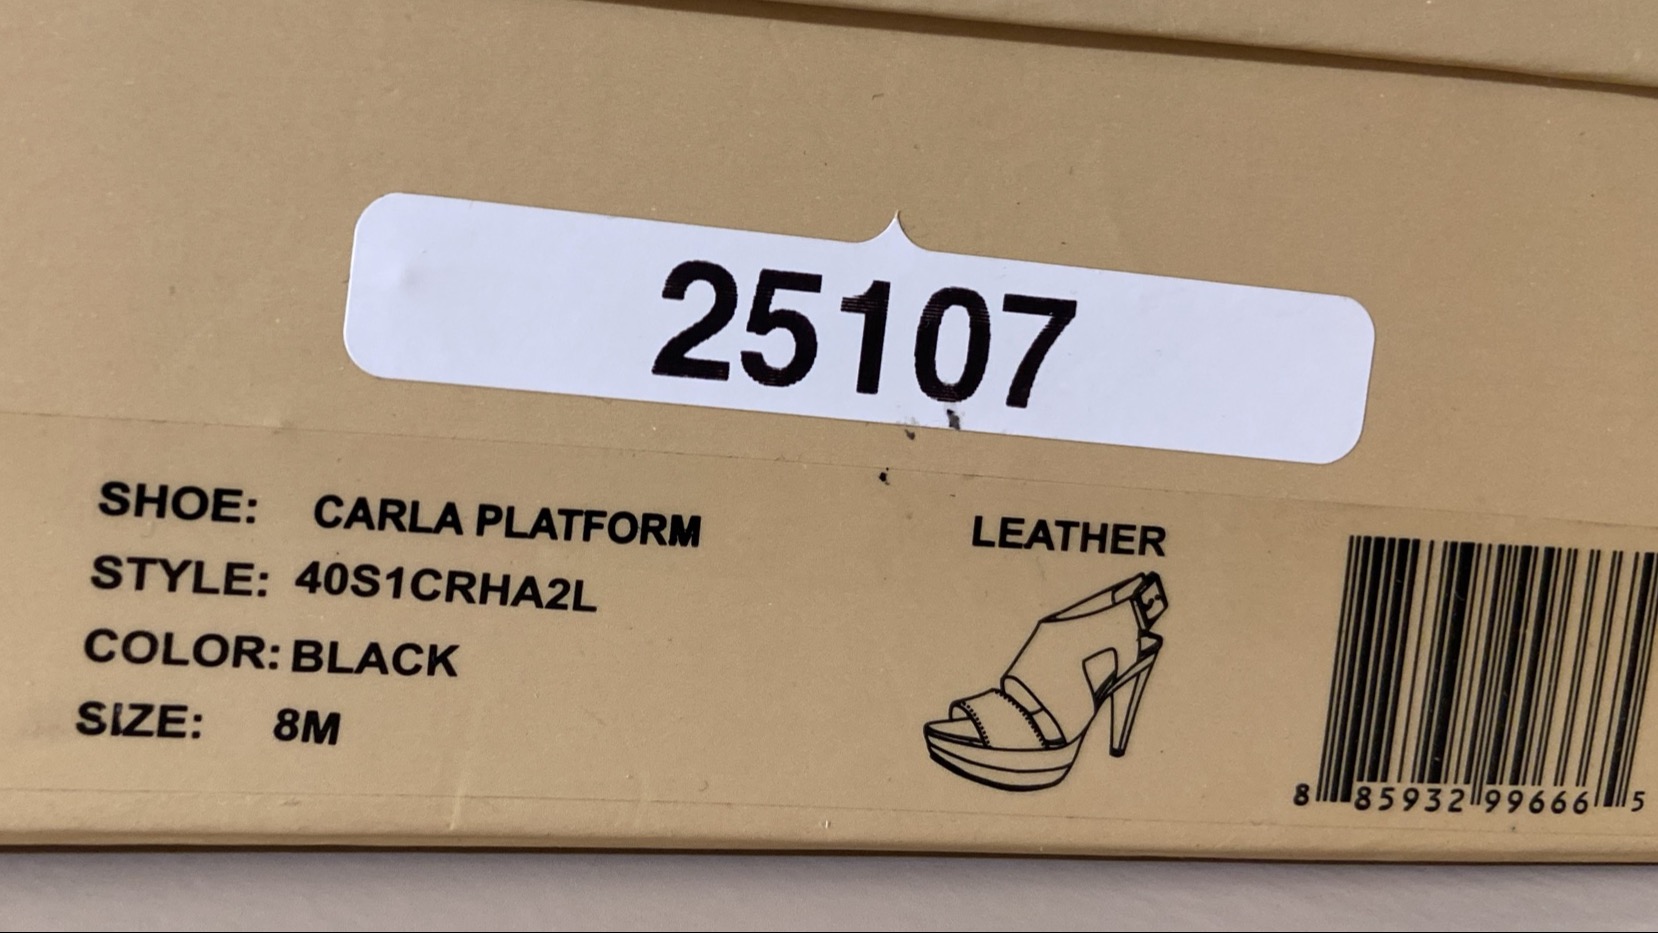 25107
SHOE: CARLA PLATFORM
STYLE: 40S1CRHA2L
COLOR: BLACK
SIZE: 8M
LEATHER
8 85932 99666 5